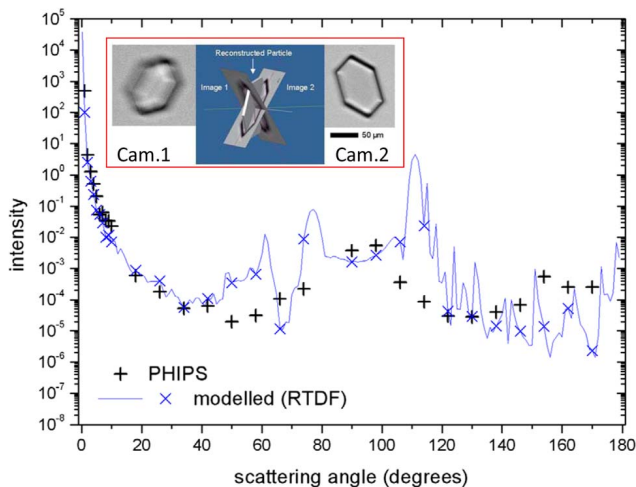 10^5
10^4
10^3
10^2
10^1
10^0
10^-1
10^-2
10^-3
10^-4
10^-5
10^-6
10^-7
10^-8
intensity
Reconstructed Particle
Image 1
Image 2
Cam.1
50 µm
Cam.2
PHIPS
modelled (RTDF)
0 20 40 60 80 100 120 140 160 180
scattering angle (degrees)